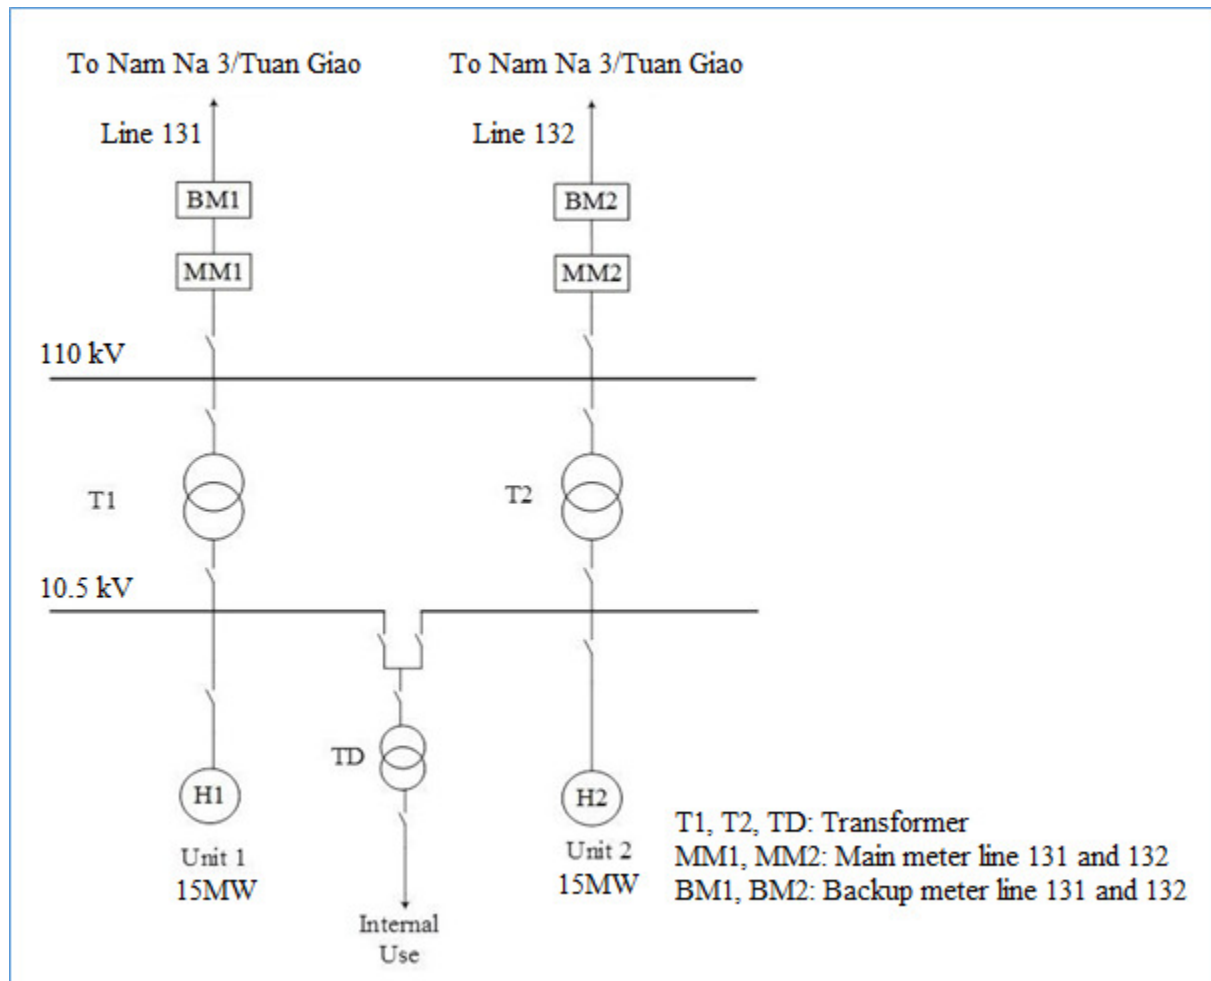 To Nam Na 3/Tuan Giao
To Nam Na 3/Tuan Giao
Line 131
Line 132
BM1
BM2
MM1
MM2
110 kV
T1
T2
10.5 kV
TD
H1
H2
Unit 1
15MW
Unit 2
15MW
Internal
Use
T1, T2, TD: Transformer
MM1, MM2: Main meter line 131 and 132
BM1, BM2: Backup meter line 131 and 132